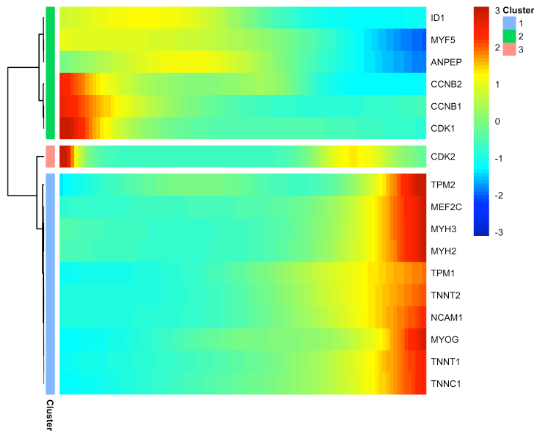 ID1
MYF5
ANPEP
CCNB2
CCNB1
CDK1
CDK2
TPM2
MEF2C
MYH3
MYH2
TPM1
TNNT2
NCAM1
MYOG
TNNT1
TNNC1
3
2
1
0
-1
-2
-3
Cluster
1
2
3
Cluster